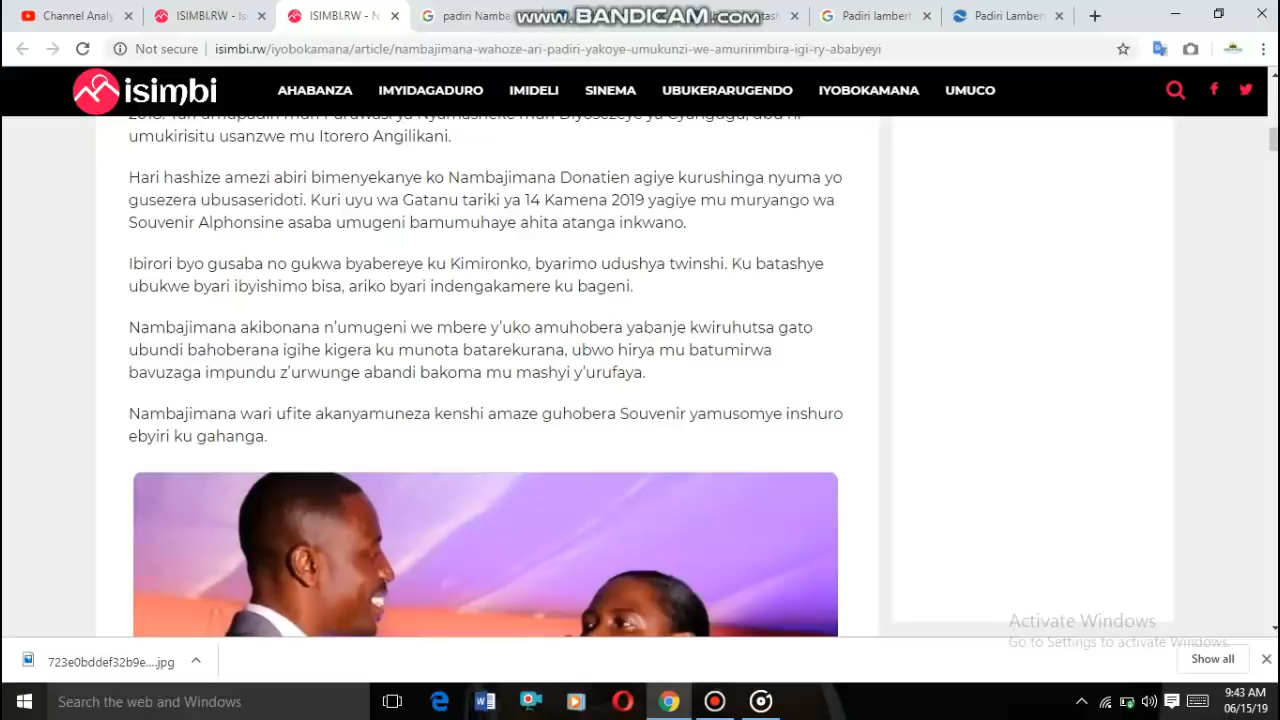 ISIMBI.RW - Is
ISIMBI.RW - N
padiri Namba
www.BANDICAM.com
Padiri lambert
Padiri Lamber
Channel Analy
Not secure
isimbi.rw/iyobokamana/article/nambajimana-wahoze-ari-padiri-yakoye-umukunzi-we-amuririmbira-igi-ry-ababyeyi
isimbi
AHABANZA
IMYIDAGADURO
IMIDELI
SINEMA
UBUKERARUGENDO
IYOBOKAMANA
UMUCO
umukirisitu usanzwe mu Itorero Angilikani.
Hari hashize amezi abiri bimenyekanye ko Nambajimana Donatien agiye kurushinga nyuma yo
gusezera ubusaseridoti. Kuri uyu wa Gatanu tariki ya 14 Kamena 2019 yagiye mu muryango wa
Souvenir Alphonsine asaba umugeni bamumuhaye ahita atanga inkwano.
Ibirori byo gusaba no gukwa byabereye ku Kimironko, byarimo udushya twinshi. Ku batashye
ubukwe byari ibyishimo bisa, ariko byari indengakamere ku bageni.
Nambajimana akibonana n’umugeni we mbere y’uko amuhobera yabanje kwiruhutsa gato
ubundi bahoberana igihe kigera ku munota batarekurana, ubwo hirya mu batumirwa
bavuzaga impundu z’urwunge abandi bakoma mu mashyi y’urufaya.
Nambajimana wari ufite akanyamuneza kenshi amaze guhobera Souvenir yamusomye inshuro
ebyiri ku gahanga.
Activate Windows
Go to Settings to activate Windows.
723e0bddef32b9e....jpg
Show all
Search the web and Windows
9:43 AM
06/15/19